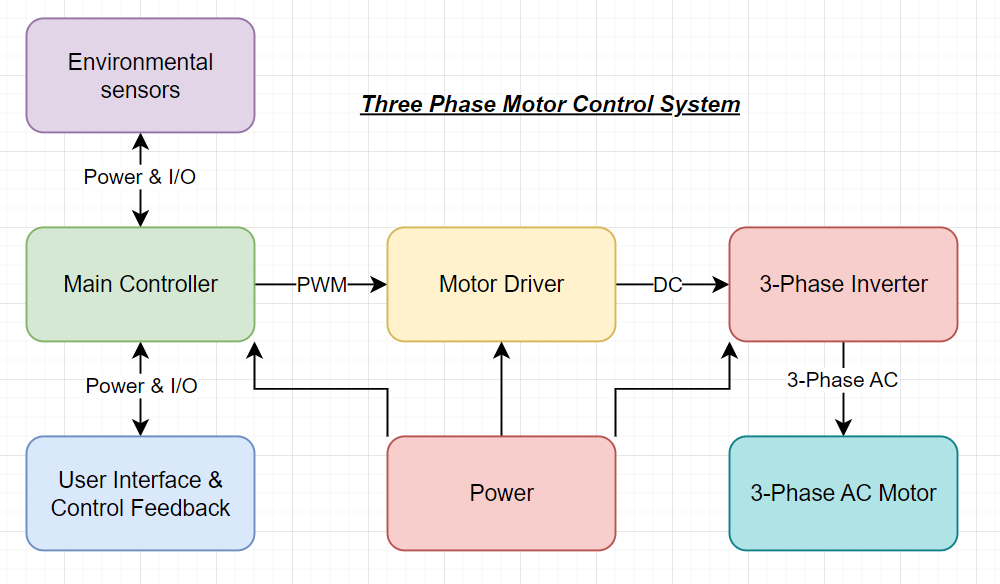 Environmental
sensors
Three Phase Motor Control System
Power & I/O
Main Controller
PWM
Motor Driver
DC
3-Phase Inverter
Power & I/O
3-Phase AC
User Interface &
Control Feedback
Power
3-Phase AC Motor